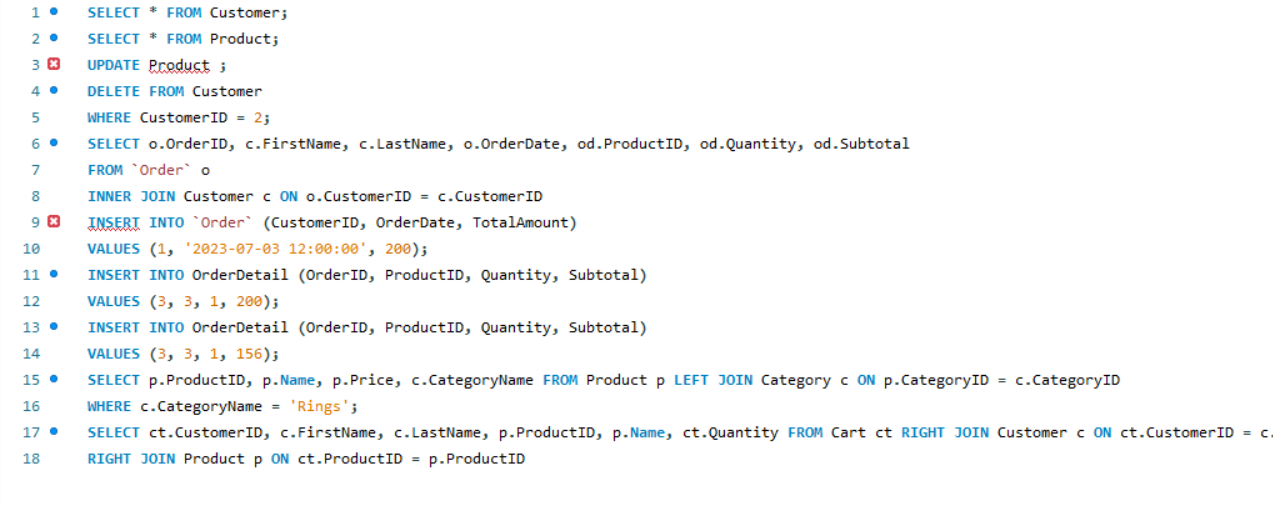 1 SELECT * FROM Customer;
2 SELECT * FROM Product;
3 UPDATE Product ;
4 DELETE FROM Customer
5 WHERE CustomerID = 2;
6 SELECT o.OrderID, c.FirstName, c.LastName, o.OrderDate, od.ProductID, od.Quantity, od.Subtotal
7 FROM `Order` o
8 INNER JOIN Customer c ON o.CustomerID = c.CustomerID
9 INSERT INTO `Order` (CustomerID, OrderDate, TotalAmount)
10 VALUES (1, '2023-07-03 12:00:00', 200);
11 INSERT INTO OrderDetail (OrderID, ProductID, Quantity, Subtotal)
12 VALUES (3, 3, 1, 200);
13 INSERT INTO OrderDetail (OrderID, ProductID, Quantity, Subtotal)
14 VALUES (3, 3, 1, 156);
15 SELECT p.ProductID, p.Name, p.Price, c.CategoryName FROM Product p LEFT JOIN Category c ON p.CategoryID = c.CategoryID
16 WHERE c.CategoryName = 'Rings';
17 SELECT ct.CustomerID, c.FirstName, c.LastName, p.ProductID, p.Name, ct.Quantity FROM Cart ct RIGHT JOIN Customer c ON ct.CustomerID = c.
18 RIGHT JOIN Product p ON ct.ProductID = p.ProductID